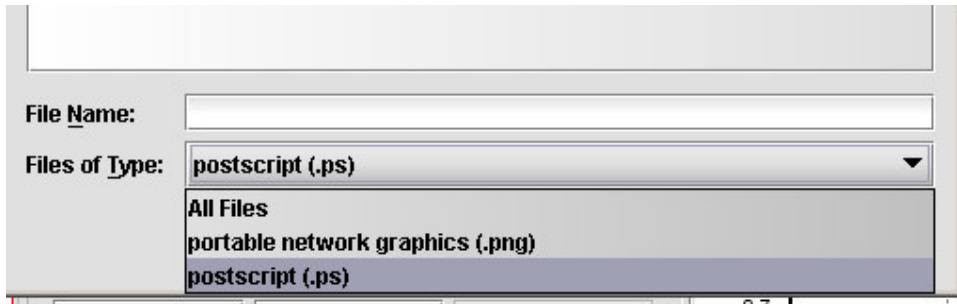 File Name:
Files of Type: postscript (.ps)
All Files
portable network graphics (.png)
postscript (.ps)